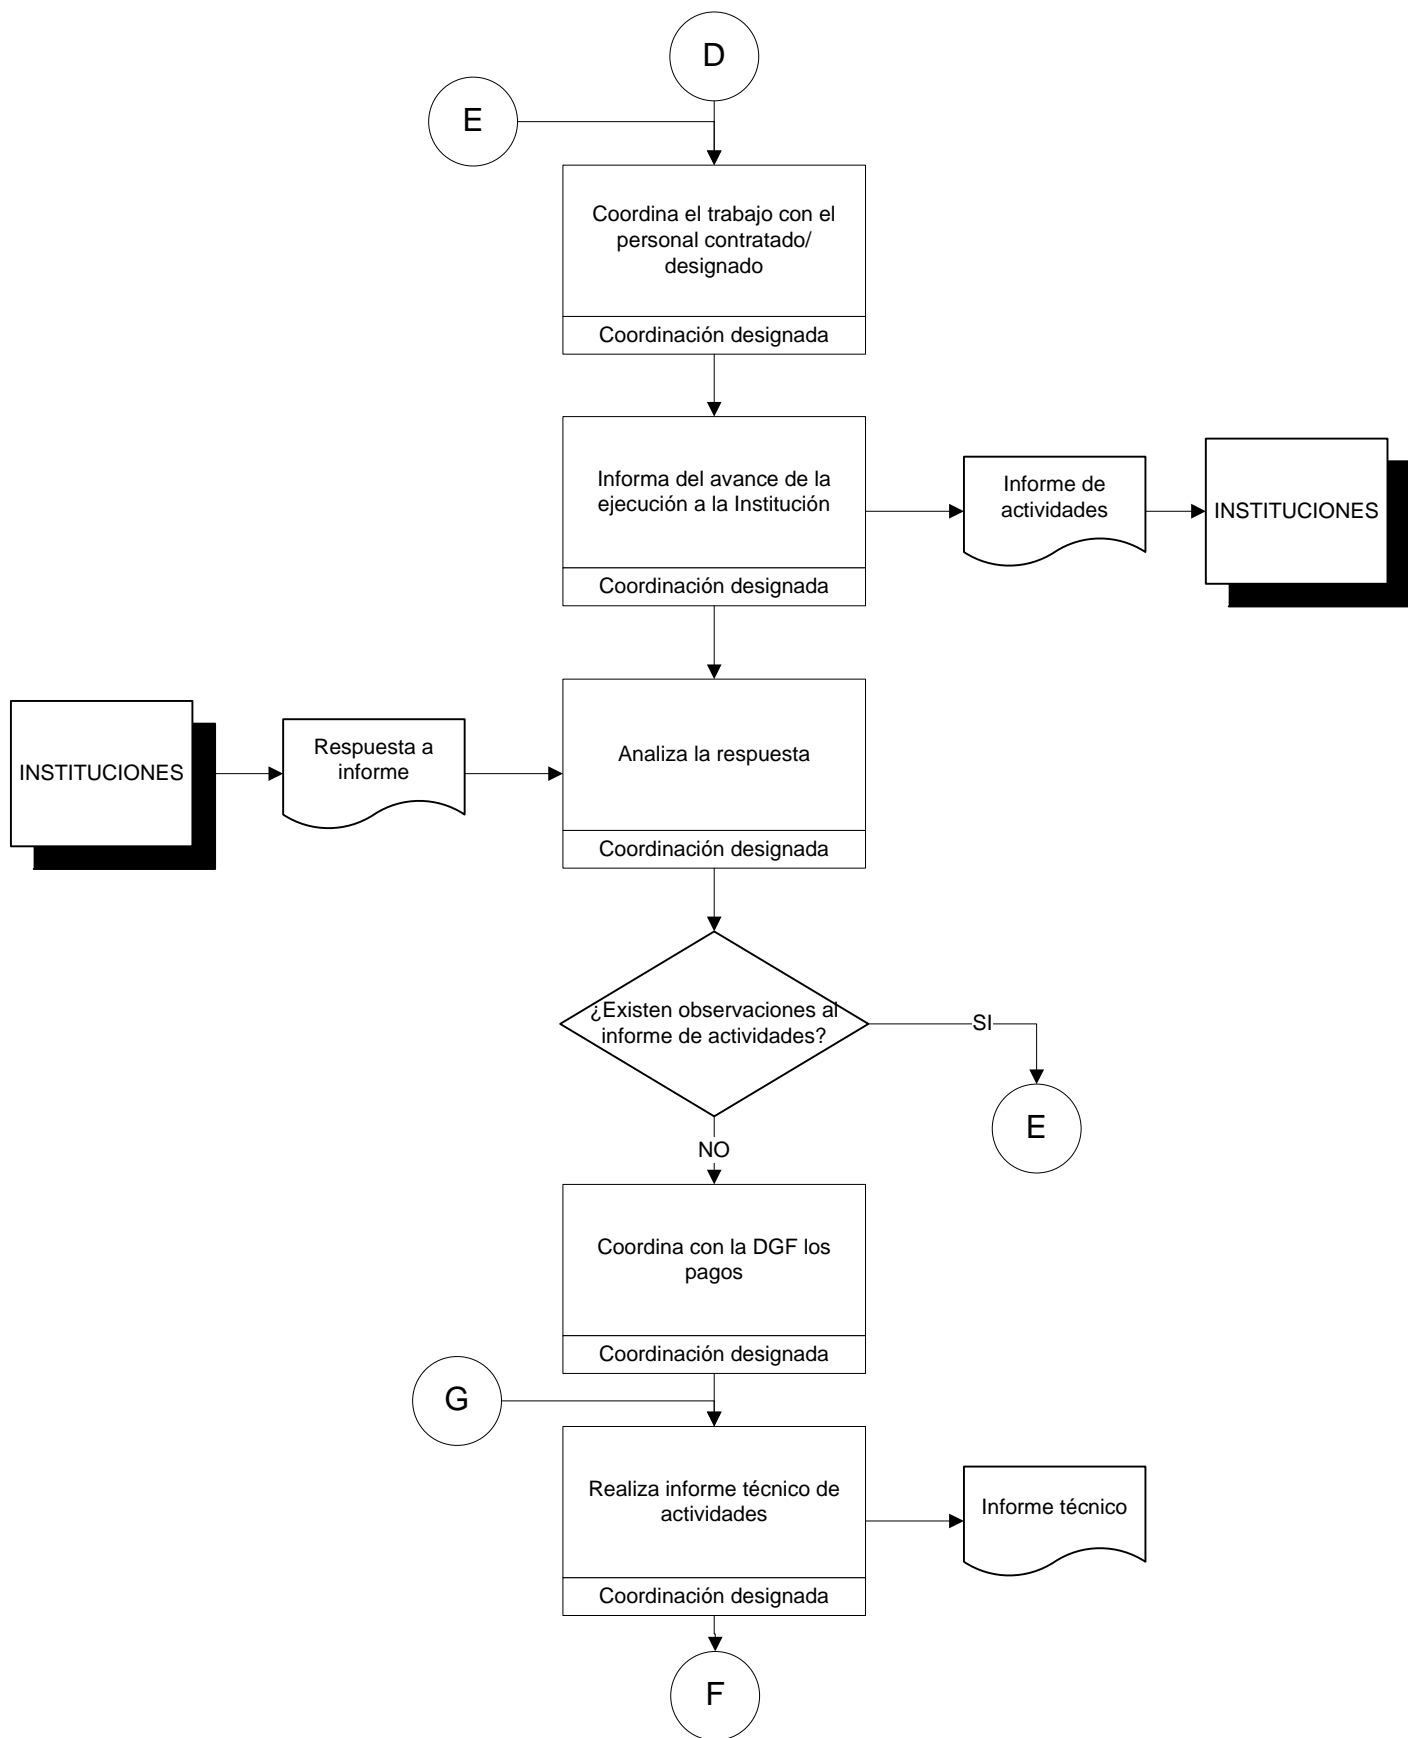 D
E
Coordina el trabajo con el
personal contratado/
designado
Coordinación designada
Informa del avance de la
ejecución a la Institución
Coordinación designada
Informe de
actividades
INSTITUCIONES
INSTITUCIONES
Respuesta a
informe
Analiza la respuesta
Coordinación designada
¿Existen observaciones al
informe de actividades?
SI
E
NO
Coordina con la DGF los
pagos
Coordinación designada
G
Realiza informe técnico de
actividades
Coordinación designada
Informe técnico
F